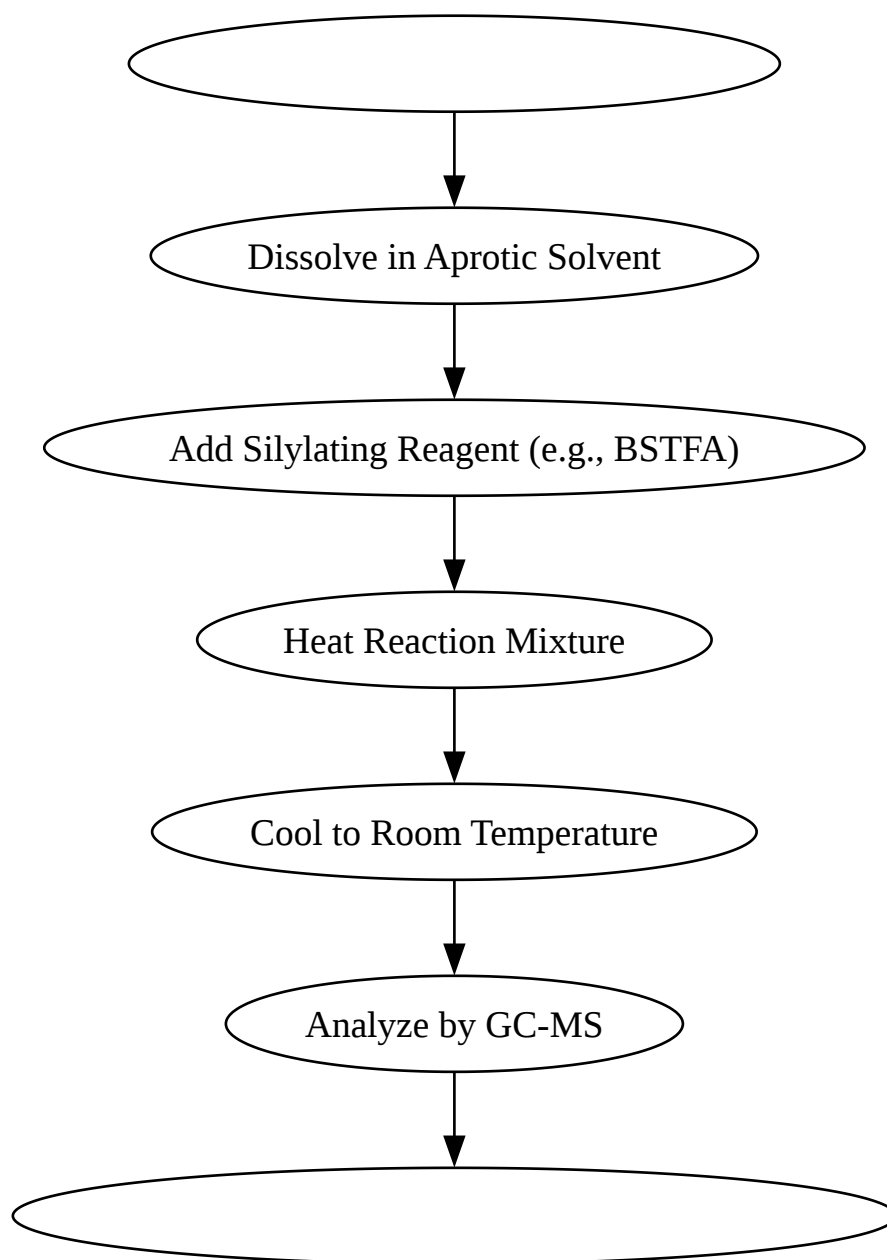 Dissolve in Aprotic Solvent
Add Silylating Reagent (e.g., BSTFA)
Heat Reaction Mixture
Cool to Room Temperature
Analyze by GC-MS